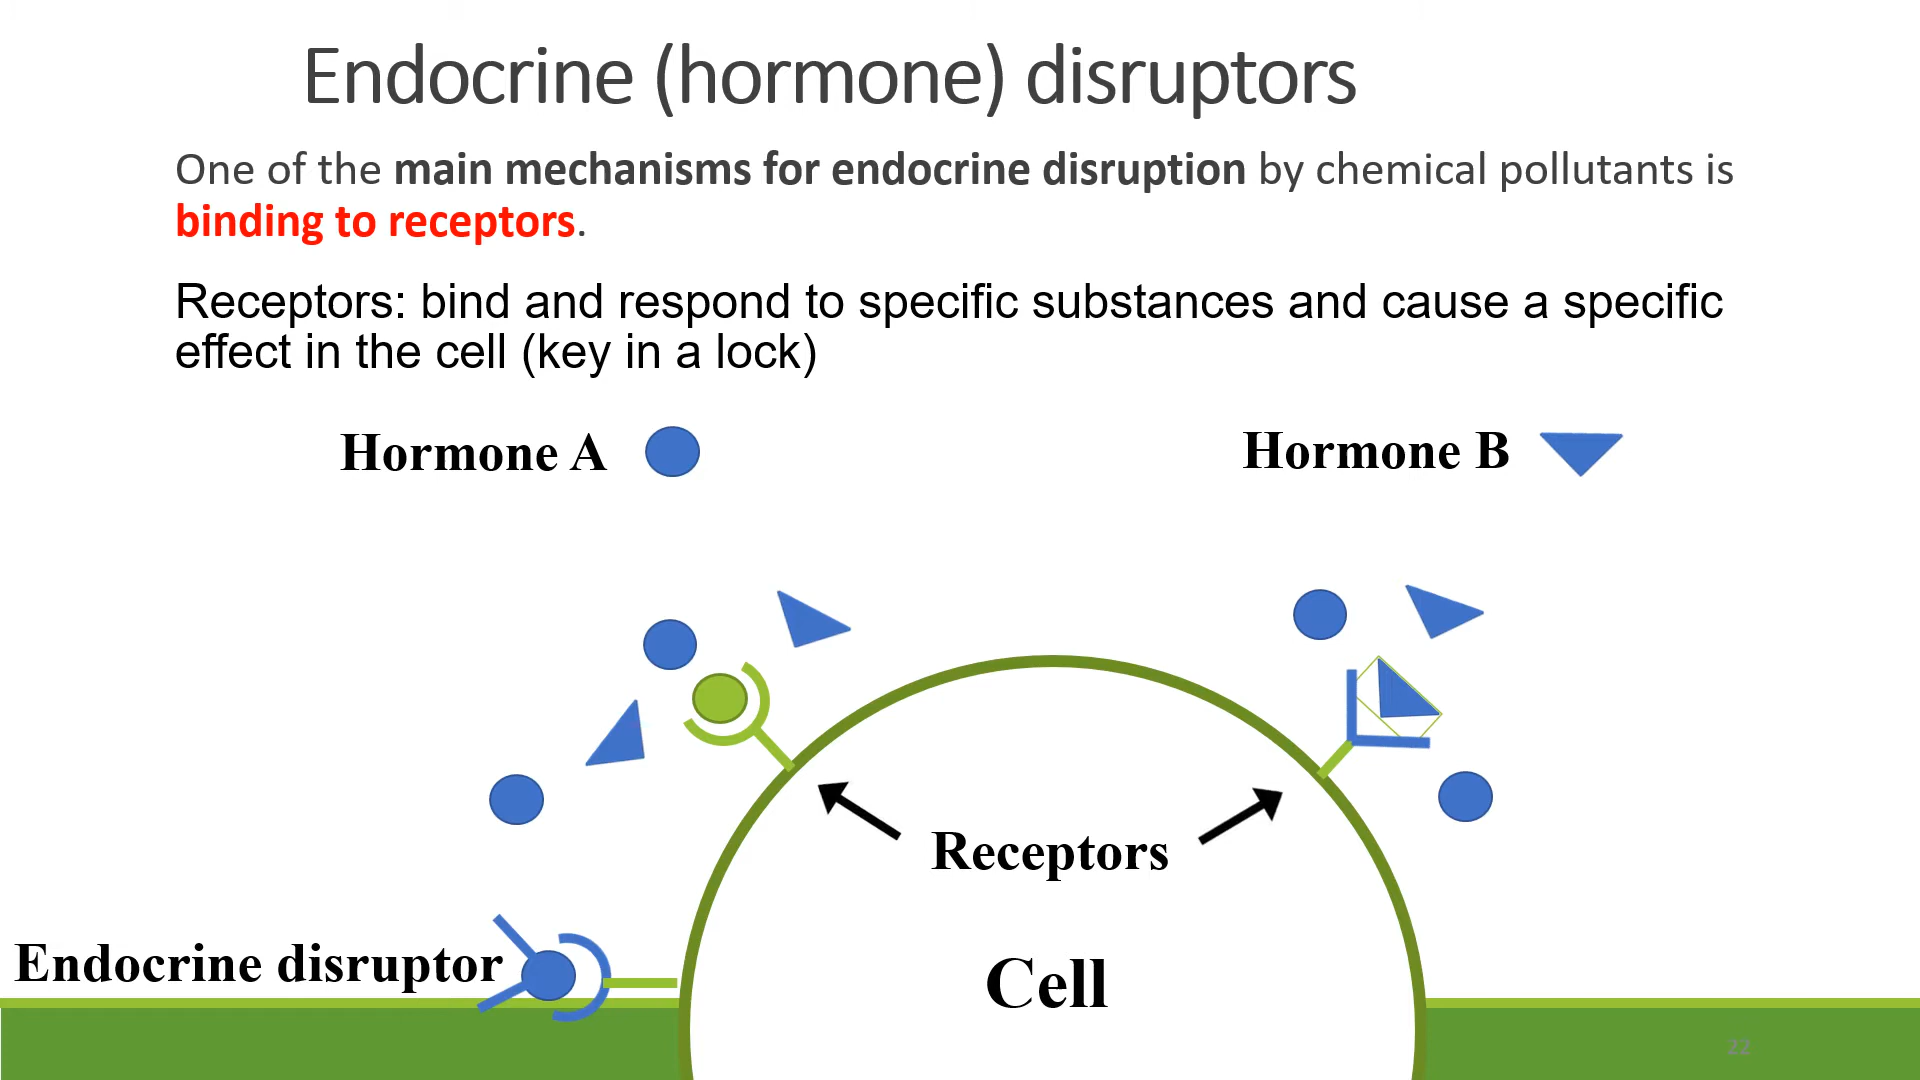 Endocrine (hormone) disruptors
One of the main mechanisms for endocrine disruption by chemical pollutants is
binding to receptors.
Receptors: bind and respond to specific substances and cause a specific
effect in the cell (key in a lock)
Hormone A
Hormone B
Receptors
Endocrine disruptor
Cell
22